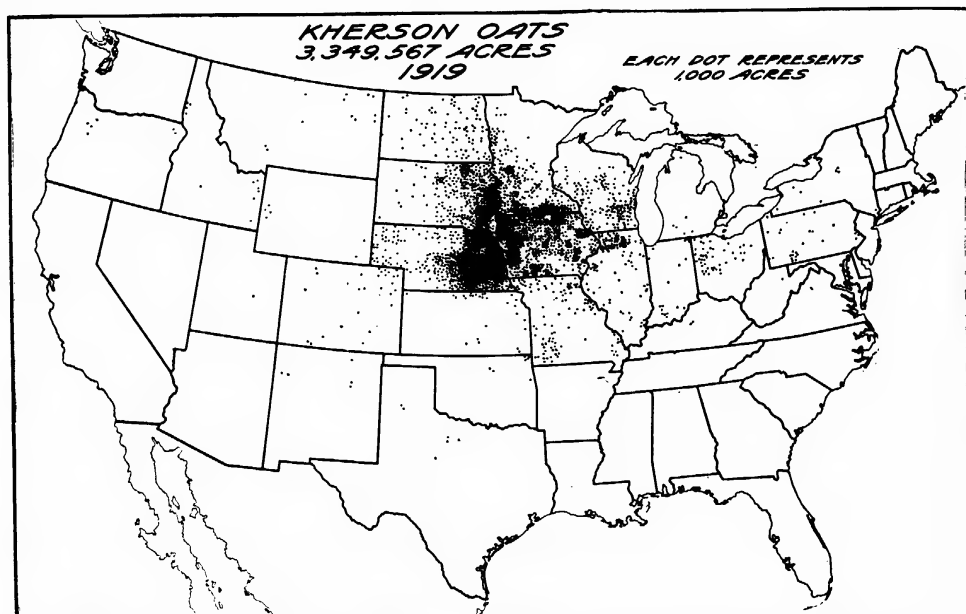 KHERSON OATS
3,349,567 ACRES
1919
EACH DOT REPRESENTS
1,000 ACRES